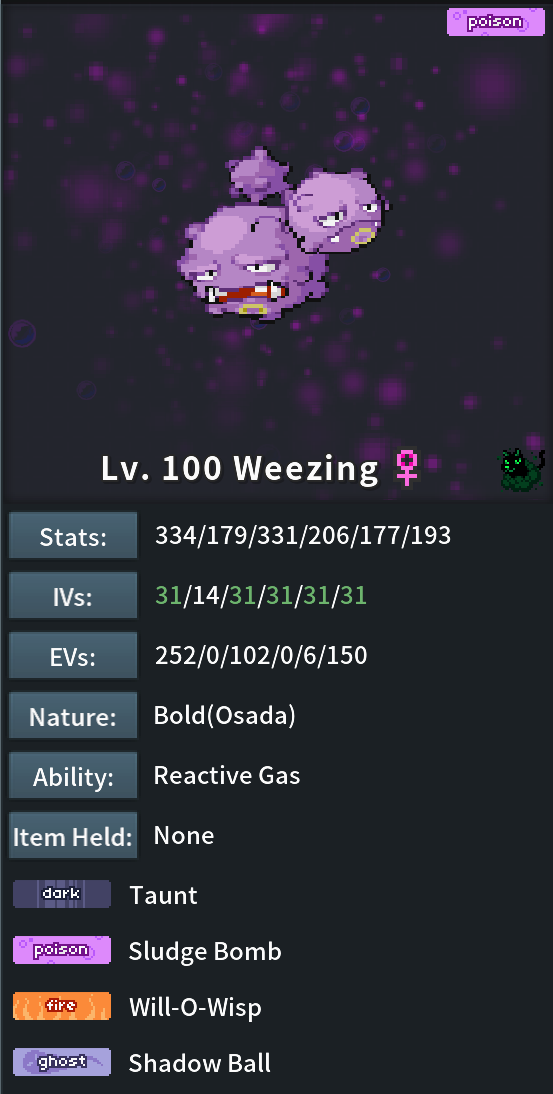 poison
Lv. 100 Weezing ♀
Stats: 334/179/331/206/177/193
IVs: 31/14/31/31/31/31
EVs: 252/0/102/0/6/150
Nature: Bold(Osada)
Ability: Reactive Gas
Item Held: None
dark Taunt
poison Sludge Bomb
fire Will-O-Wisp
ghost Shadow Ball